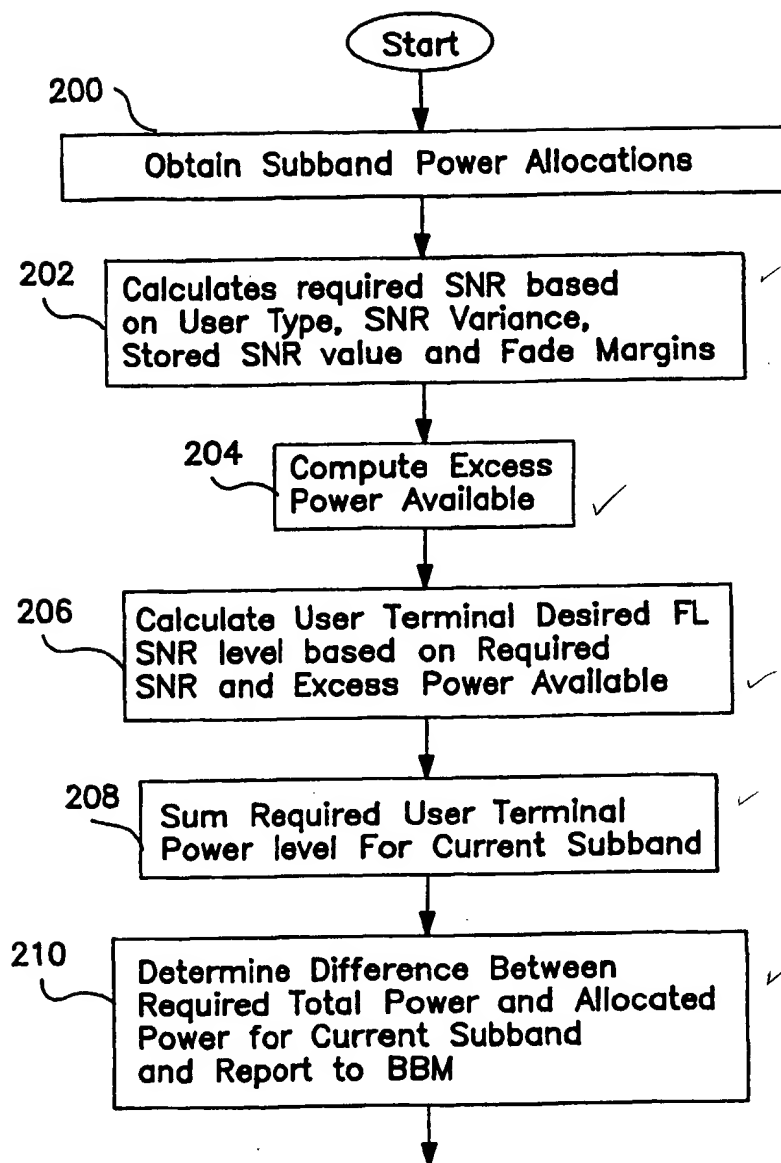 Start
200
Obtain Subband Power Allocations
202
Calculates required SNR based
on User Type, SNR Variance,
Stored SNR value and Fade Margins
204
Compute Excess
Power Available
206
Calculate User Terminal Desired FL
SNR level based on Required
SNR and Excess Power Available
208
Sum Required User Terminal
Power level For Current Subband
210
Determine Difference Between
Required Total Power and Allocated
Power for Current Subband
and Report to BBM